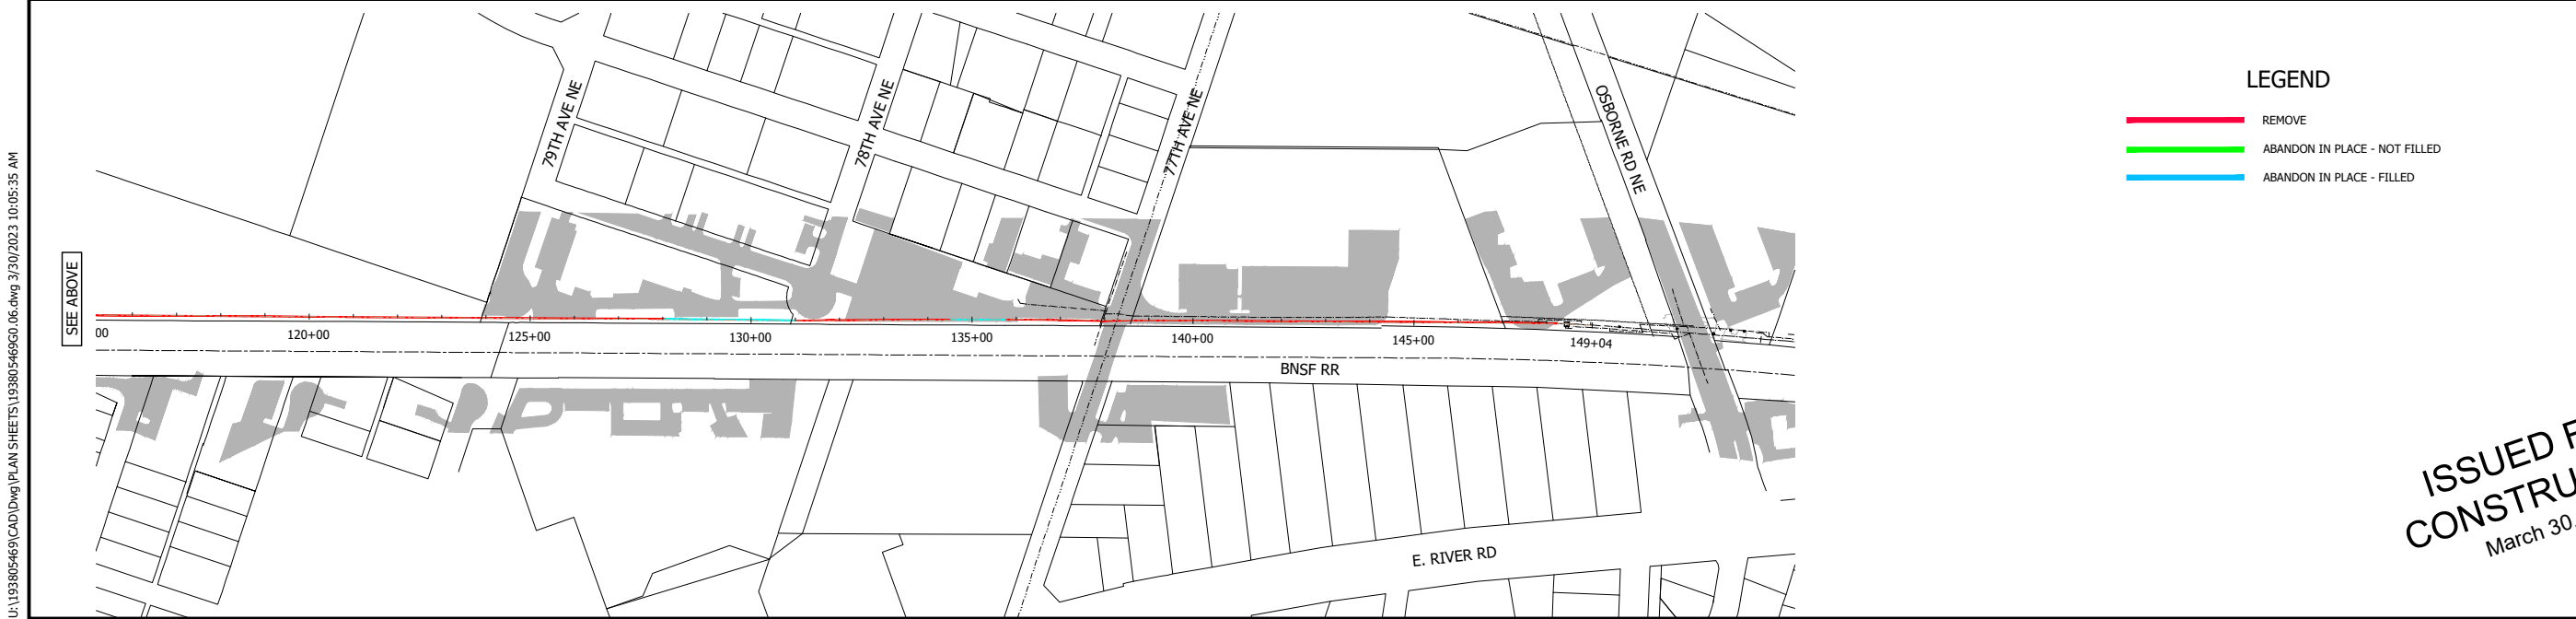 U:\193805469\CAD\Dwg\PLAN SHEETS\193805469G0.06.dwg 3/30/2023 10:05:35 AM
SEE ABOVE
79TH AVE NE
78TH AVE NE
77TH AVE NE
OSBORNE RD NE
00
120+00
125+00
130+00
135+00
140+00
145+00
149+04
BNSF RR
E. RIVER RD
LEGEND
REMOVE
ABANDON IN PLACE - NOT FILLED
ABANDON IN PLACE - FILLED
ISSUED
CONSTRU
March 30,